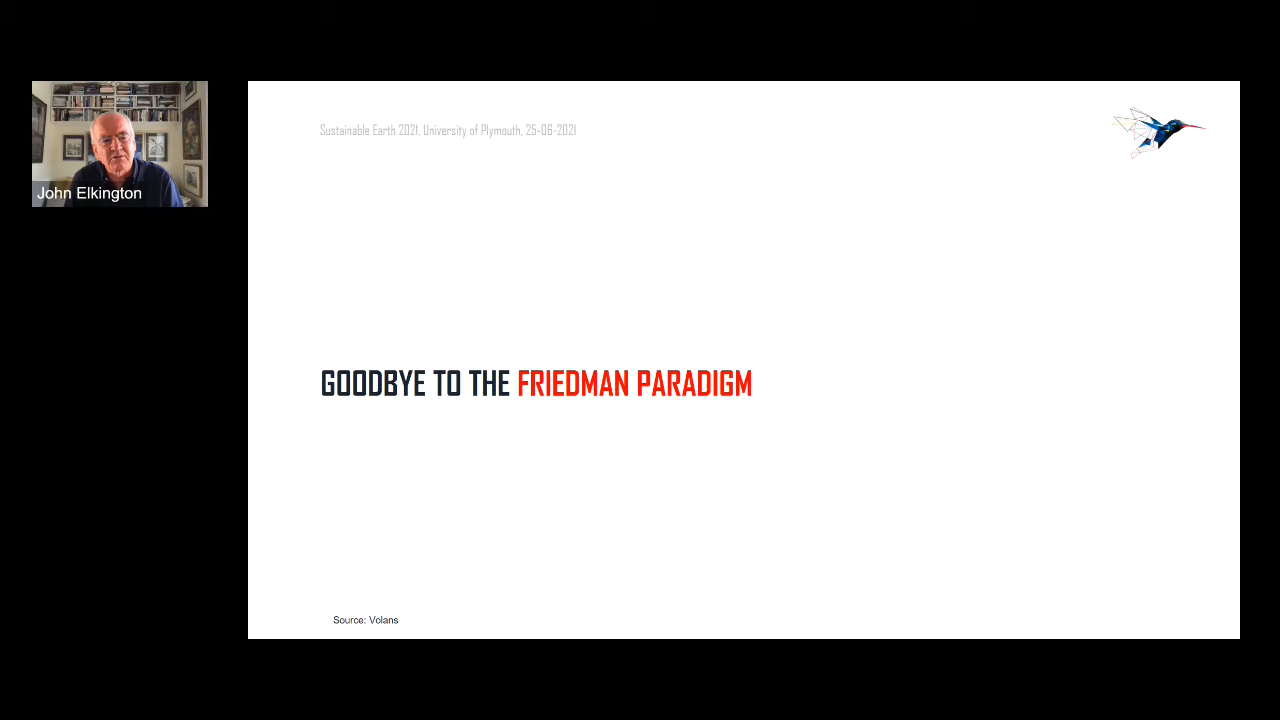 Sustainable Earth 2021, University of Plymouth, 25-06-2021
John Elkington
GOODBYE TO THE FRIEDMAN PARADIGM
Source: Volans